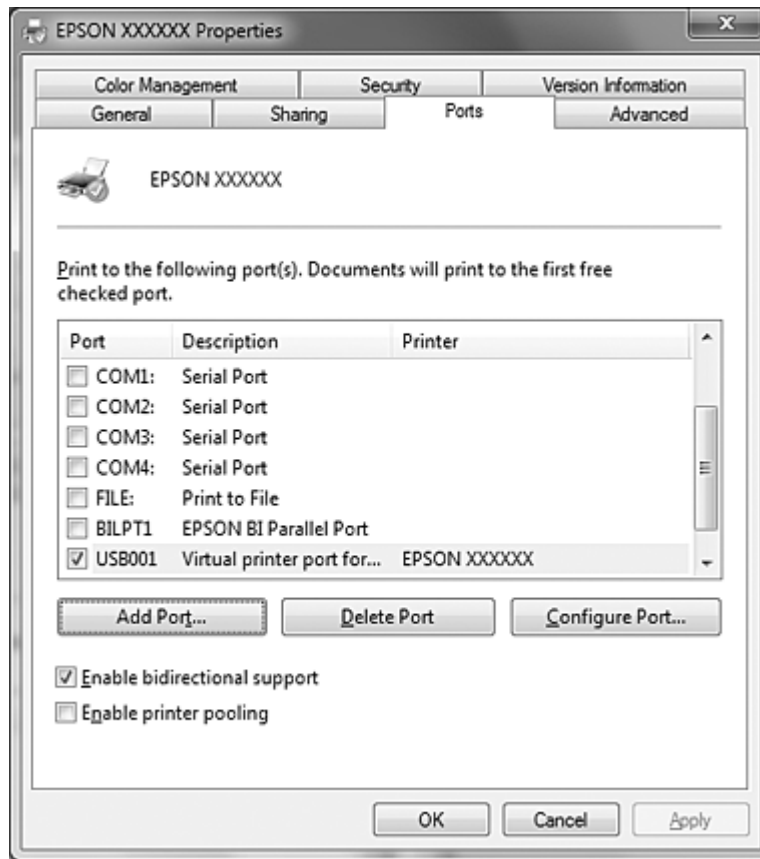 EPSON XXXXXX Properties
Color Management Security Version Information
General Sharing Ports Advanced
EPSON XXXXXX
Print to the following port(s). Documents will print to the first free
checked port.
Port Description Printer
COM1: Serial Port
COM2: Serial Port
COM3: Serial Port
COM4: Serial Port
FILE: Print to File
BILPT1 EPSON BI Parallel Port
USB001 Virtual printer port for... EPSON XXXXXX
Add Port... Delete Port Configure Port...
Enable bidirectional support
Enable printer pooling
OK Cancel Apply